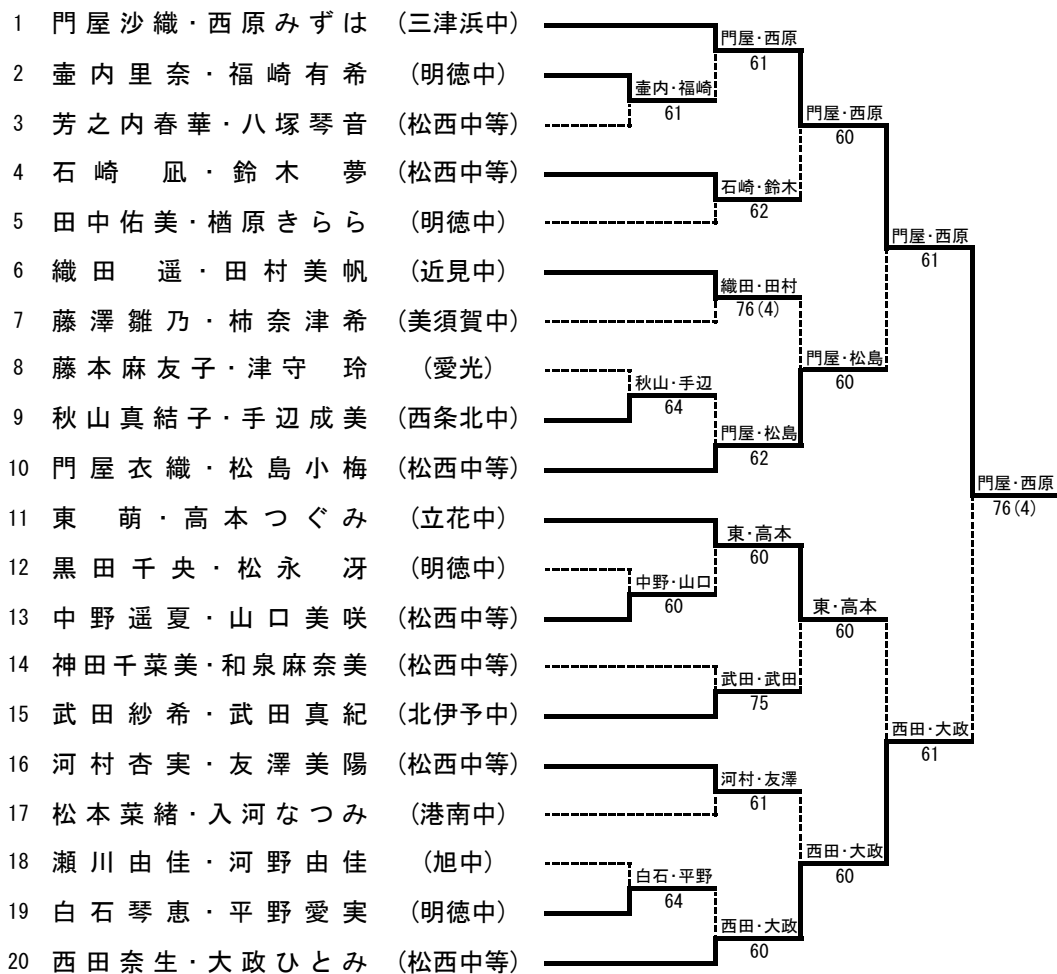 1 門屋沙織・西原みずは (三津浜中)
2 壷内里奈・福崎有希 (明徳中)
3 芳之内春華・八塚琴音 (松西中等)
4 石崎 凪・鈴木 夢 (松西中等)
5 田中佑美・楢原きらら (明徳中)
6 織田 遥・田村美帆 (近見中)
7 藤澤雛乃・柿奈津希 (美須賀中)
8 藤本麻友子・津守 玲 (愛光)
9 秋山真結子・手辺成美 (西条北中)
10 門屋衣織・松島小梅 (松西中等)
11 東 萌・高本つぐみ (立花中)
12 黒田千央・松永 冴 (明徳中)
13 中野遥夏・山口美咲 (松西中等)
14 神田千菜美・和泉麻奈美 (松西中等)
15 武田紗希・武田真紀 (北伊予中)
16 河村杏実・友澤美陽 (松西中等)
17 松本菜緒・入河なつみ (港南中)
18 瀬川由佳・河野由佳 (旭中)
19 白石琴恵・平野愛実 (明徳中)
20 西田奈生・大政ひとみ (松西中等)
壷内・福崎
61
秋山・手辺
64
中野・山口
60
白石・平野
64
門屋・西原
61
石崎・鈴木
62
織田・田村
76(4)
門屋・松島
62
東・高本
60
武田・武田
75
河村・友澤
61
西田・大政
60
門屋・西原
60
門屋・松島
60
東・高本
60
西田・大政
60
門屋・西原
61
西田・大政
61
門屋・西原
76(4)